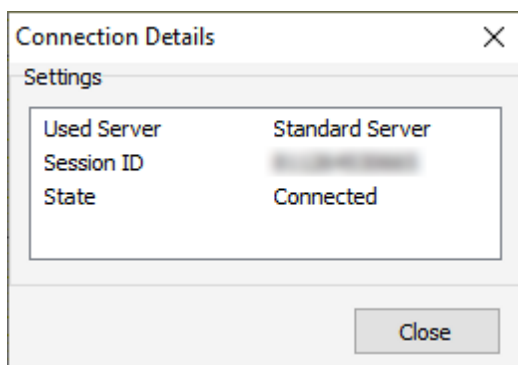 Connection Details
Settings
Used Server Standard Server
Session ID
State Connected
Close